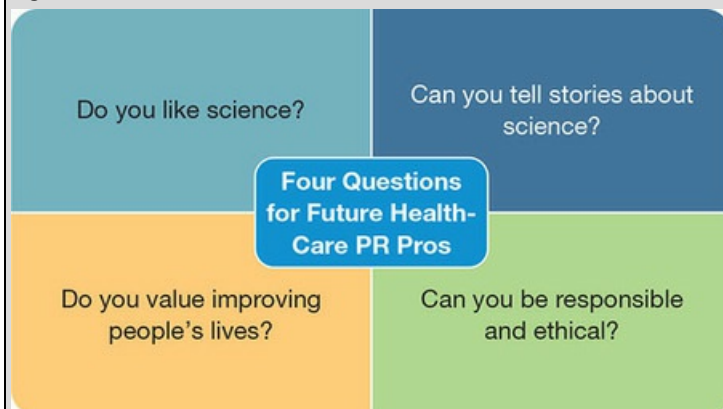 Do you like science?
Can you tell stories about
science?
Four Questions
for Future Health-
Care PR Pros
Do you value improving
people's lives?
Can you be responsible
and ethical?